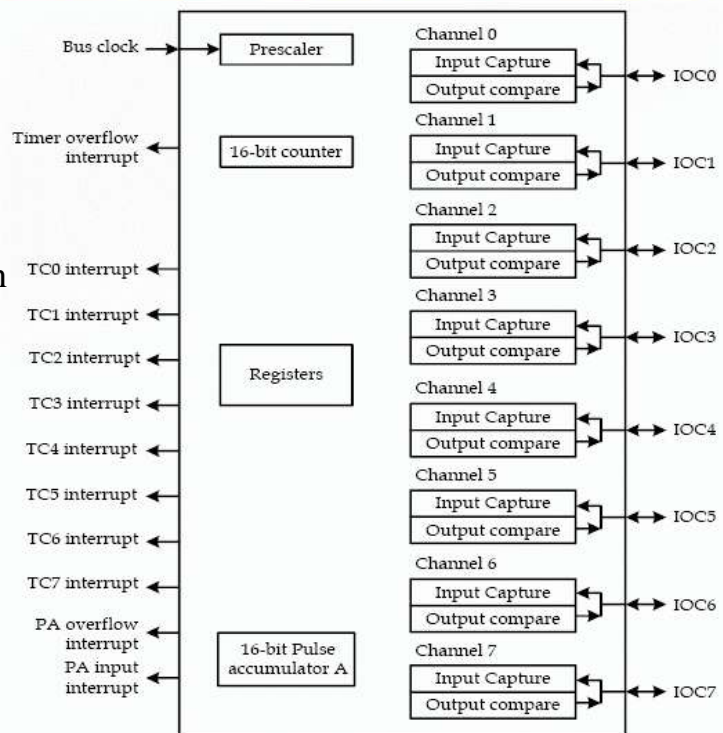 Bus clock
Timer overflow
interrupt
n
TC0 interrupt
TC1 interrupt
TC2 interrupt
TC3 interrupt
TC4 interrupt
TC5 interrupt
TC6 interrupt
TC7 interrupt
PA overflow
interrupt
PA input
interrupt
Prescaler
16-bit counter
Registers
16-bit Pulse
accumulator A
Channel 0
Input Capture
Output compare
IOC0
Channel 1
Input Capture
Output compare
IOC1
Channel 2
Input Capture
Output compare
IOC2
Channel 3
Input Capture
Output compare
IOC3
Channel 4
Input Capture
Output compare
IOC4
Channel 5
Input Capture
Output compare
IOC5
Channel 6
Input Capture
Output compare
IOC6
Channel 7
Input Capture
Output compare
IOC7